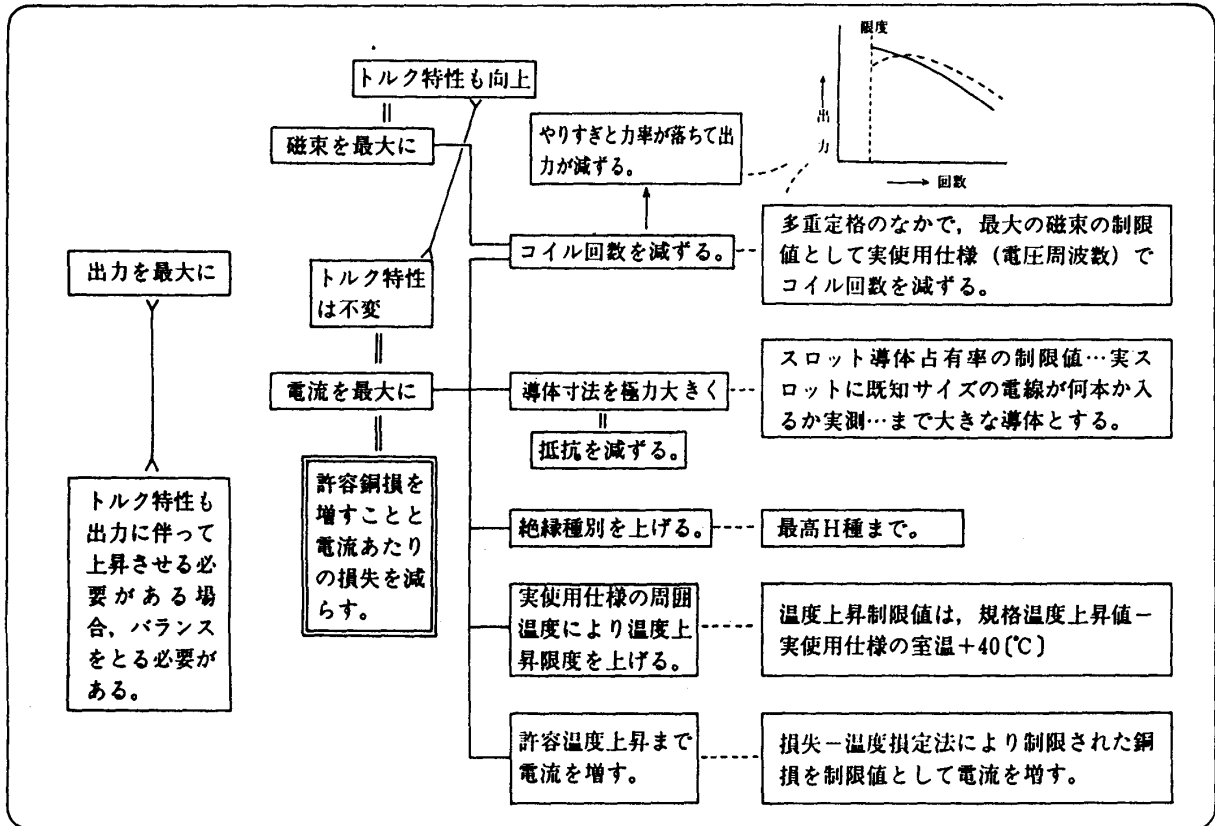 限度
出
力
回数
トルク特性も向上
磁束を最大に
やりすぎと力率が落ちて出
力が減ずる。
コイル回数を減ずる。
多重定格のなかで，最大の磁束の制限
値として実使用仕様（電圧周波数）で
コイル回数を減ずる。
出力を最大に
トルク特性
は不変
電流を最大に
導体寸法を極力大きく
抵抗を減ずる。
スロット導体占有率の制限値…実ス
ロットに既知サイズの電線が何本か入
るか実測…まで大きな導体とする。
トルク特性も
出力に伴って
上昇させる必
要がある場
合，バランス
をとる必要が
ある。
許容銅損を
増すことと
電流あたり
の損失を減
らす。
絶縁種別を上げる。
最高H種まで。
実使用仕様の周囲
温度により温度上
昇限度を上げる。
温度上昇制限値は，規格温度上昇値－
実使用仕様の室温＋40〔℃〕
許容温度上昇まで
電流を増す。
損失－温度損定法により制限された銅
損を制限値として電流を増す。